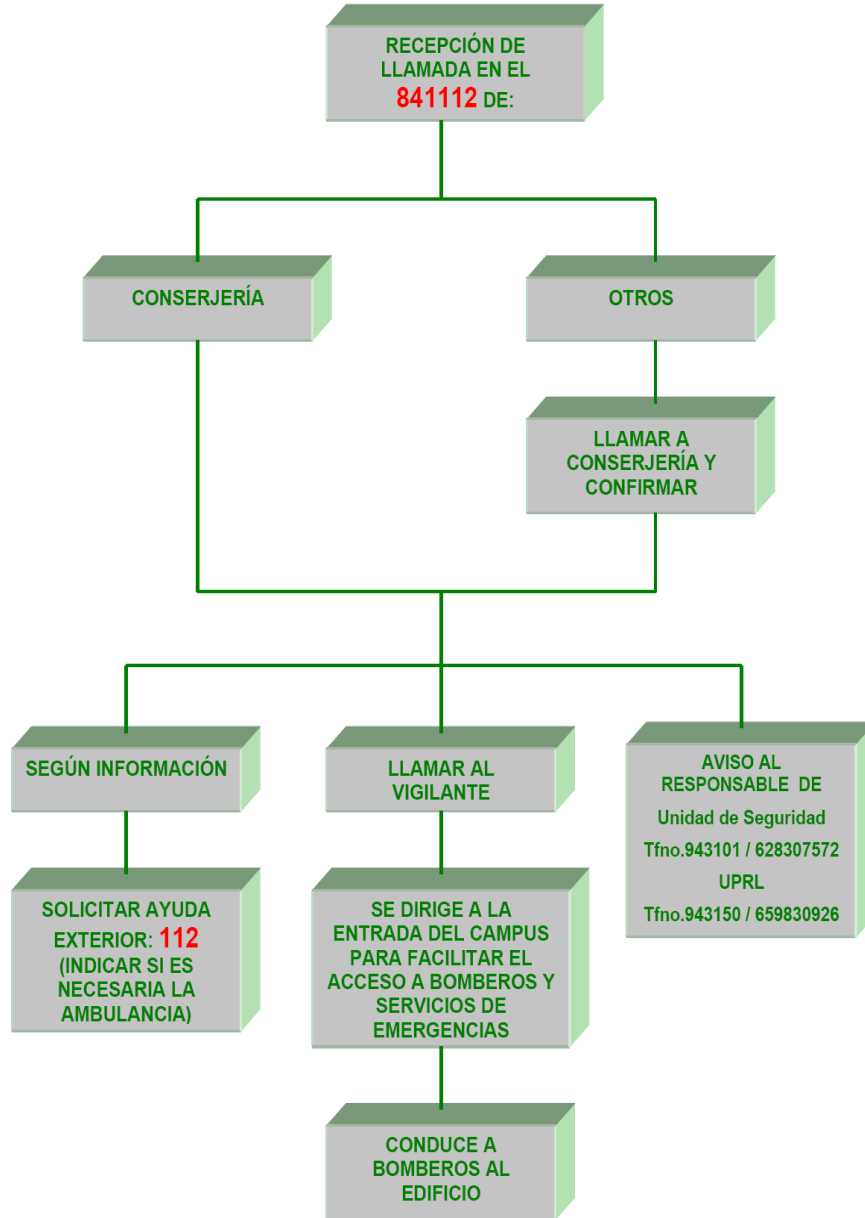 RECEPCIÓN DE
LLAMADA EN EL
841112 DE:
CONSERJERÍA
OTROS
LLAMAR A
CONSERJERÍA Y
CONFIRMAR
SEGÚN INFORMACIÓN
LLAMAR AL
VIGILANTE
AVISO AL
RESPONSABLE DE
Unidad de Seguridad
Tfno.943101 / 628307572
UPRL
Tfno.943150 / 659830926
SOLICITAR AYUDA
EXTERIOR: 112
(INDICAR SI ES
NECESARIA LA
AMBULANCIA)
SE DIRIGE A LA
ENTRADA DEL CAMPUS
PARA FACILITAR EL
ACCESO A BOMBEROS Y
SERVICIOS DE
EMERGENCIAS
CONDUCE A
BOMBEROS AL
EDIFICIO